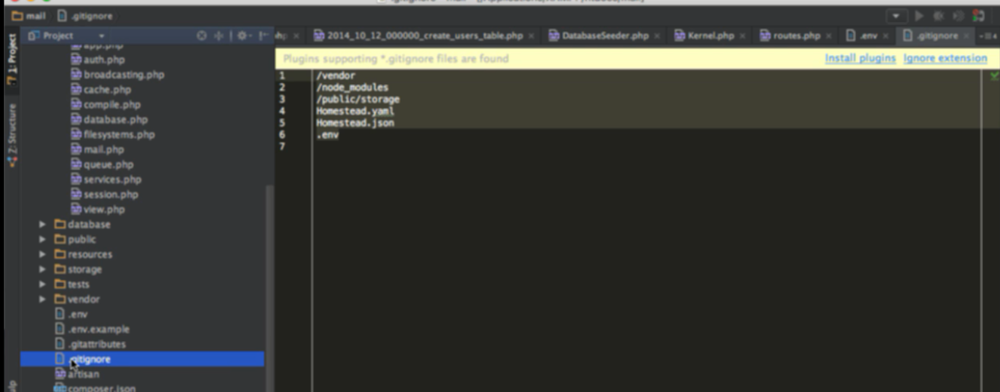 mail .gitignore
1: Project
Project
hp
2014_10_12_000000_create_users_table.php
DatabaseSeeder.php
Kernel.php
routes.php
.env
.gitignore
Plugins supporting *.gitignore files are found
Install plugins
Ignore extension
app.php
auth.php
broadcasting.php
cache.php
compile.php
database.php
filesystems.php
mail.php
queue.php
services.php
session.php
view.php
database
public
resources
storage
tests
vendor
.env
.env.example
.gitattributes
.gitignore
artisan
composer.json
Z: Structure
1 /vendor
2 /node_modules
3 /public/storage
4 Homestead.yaml
5 Homestead.json
6 .env
7